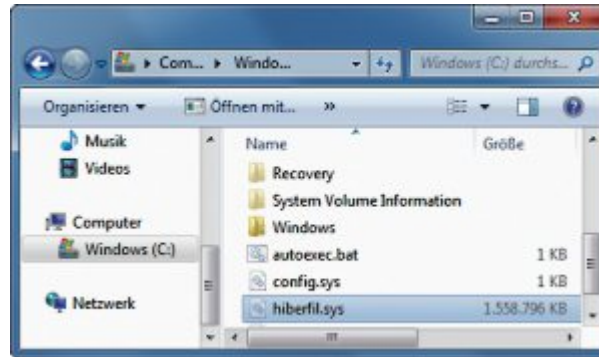 Com... Windo... Windows (C:) durchs...
Organisieren Öffnen mit... »
Musik
Videos
Computer
Windows (C:)
Netzwerk
Name Größe
Recovery
System Volume Information
Windows
autoexec.bat 1 KB
config.sys 1 KB
hiberfil.sys 1.558.796 KB